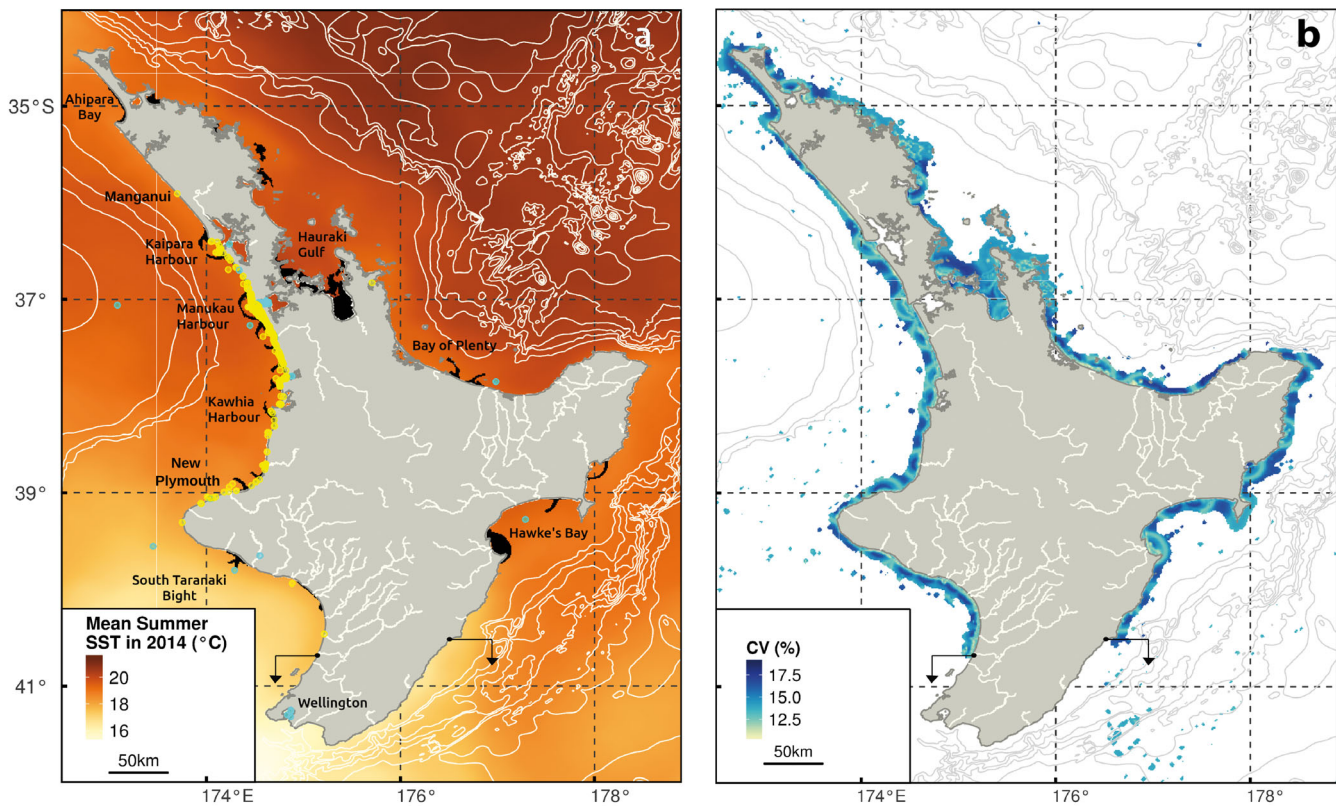 a
35°S
Ahipara
Bay
Manganui
Kaipara
Harbour
Hauraki
Gulf
37°
Manukau
Harbour
Bay of Plenty
Kawhia
Harbour
New
Plymouth
39°
Hawke's Bay
South Taranaki
Bight
Mean Summer
SST in 2014 (°C)
20
18
16
50km
41°
Wellington
174°E
176°
178°
b
CV (%)
17.5
15.0
12.5
50km
174°E
176°
178°